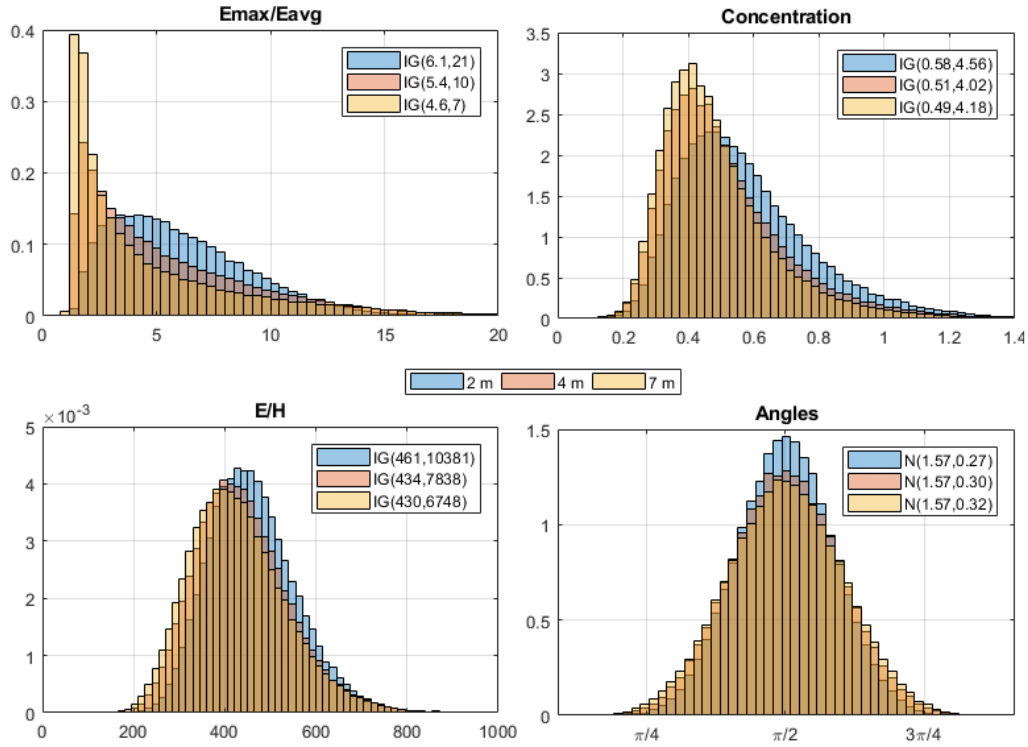 Emax/Eavg
0.4
0.3
0.2
0.1
0
0 5 10 15 20
IG(6.1,21)
IG(5.4,10)
IG(4.6,7)
Concentration
3.5
3
2.5
2
1.5
1
0.5
0
0 0.2 0.4 0.6 0.8 1 1.2 1.4
IG(0.58,4.56)
IG(0.51,4.02)
IG(0.49,4.18)
2 m 4 m 7 m
E/H
×10⁻³
5
4
3
2
1
0
0 200 400 600 800 1000
IG(461,10381)
IG(434,7838)
IG(430,6748)
Angles
1.5
1
0.5
0
π/4 π/2 3π/4
N(1.57,0.27)
N(1.57,0.30)
N(1.57,0.32)